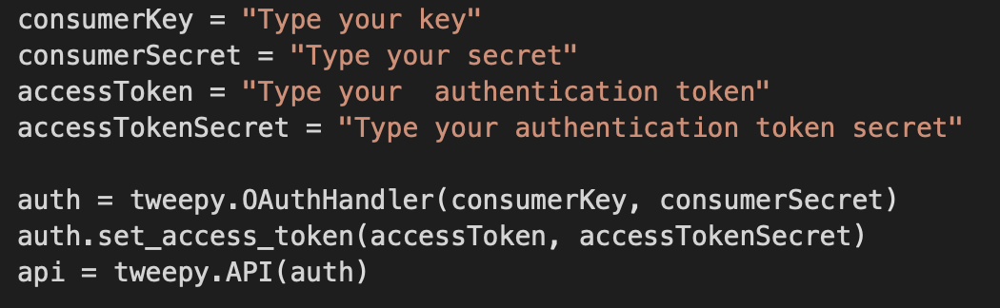 consumerKey = "Type your key"
consumerSecret = "Type your secret"
accessToken = "Type your  authentication token"
accessTokenSecret = "Type your authentication token secret"
auth = tweepy.OAuthHandler(consumerKey, consumerSecret)
auth.set_access_token(accessToken, accessTokenSecret)
api = tweepy.API(auth)